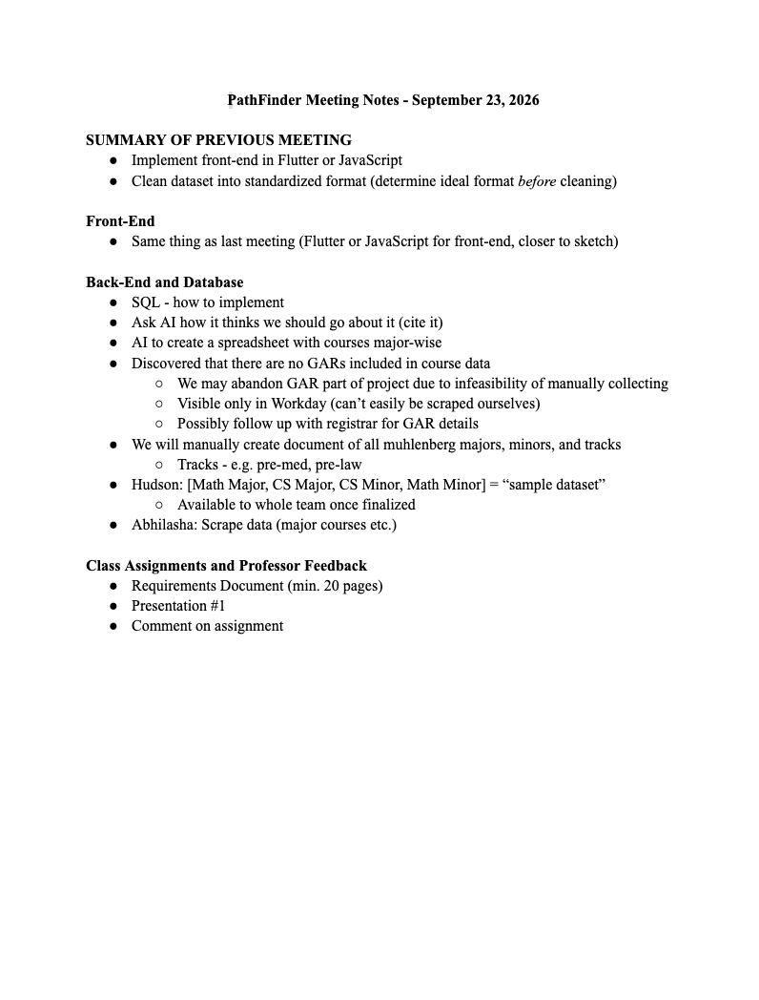 PathFinder Meeting Notes - September 23, 2026
SUMMARY OF PREVIOUS MEETING
● Implement front-end in Flutter or JavaScript
● Clean dataset into standardized format (determine ideal format before cleaning)
Front-End
● Same thing as last meeting (Flutter or JavaScript for front-end, closer to sketch)
Back-End and Database
● SQL - how to implement
● Ask AI how it thinks we should go about it (cite it)
● AI to create a spreadsheet with courses major-wise
● Discovered that there are no GARs included in course data
○ We may abandon GAR part of project due to infeasibility of manually collecting
○ Visible only in Workday (can’t easily be scraped ourselves)
○ Possibly follow up with registrar for GAR details
● We will manually create document of all muhlenberg majors, minors, and tracks
○ Tracks - e.g. pre-med, pre-law
● Hudson: [Math Major, CS Major, CS Minor, Math Minor] = “sample dataset”
○ Available to whole team once finalized
● Abhilasha: Scrape data (major courses etc.)
Class Assignments and Professor Feedback
● Requirements Document (min. 20 pages)
● Presentation #1
● Comment on assignment